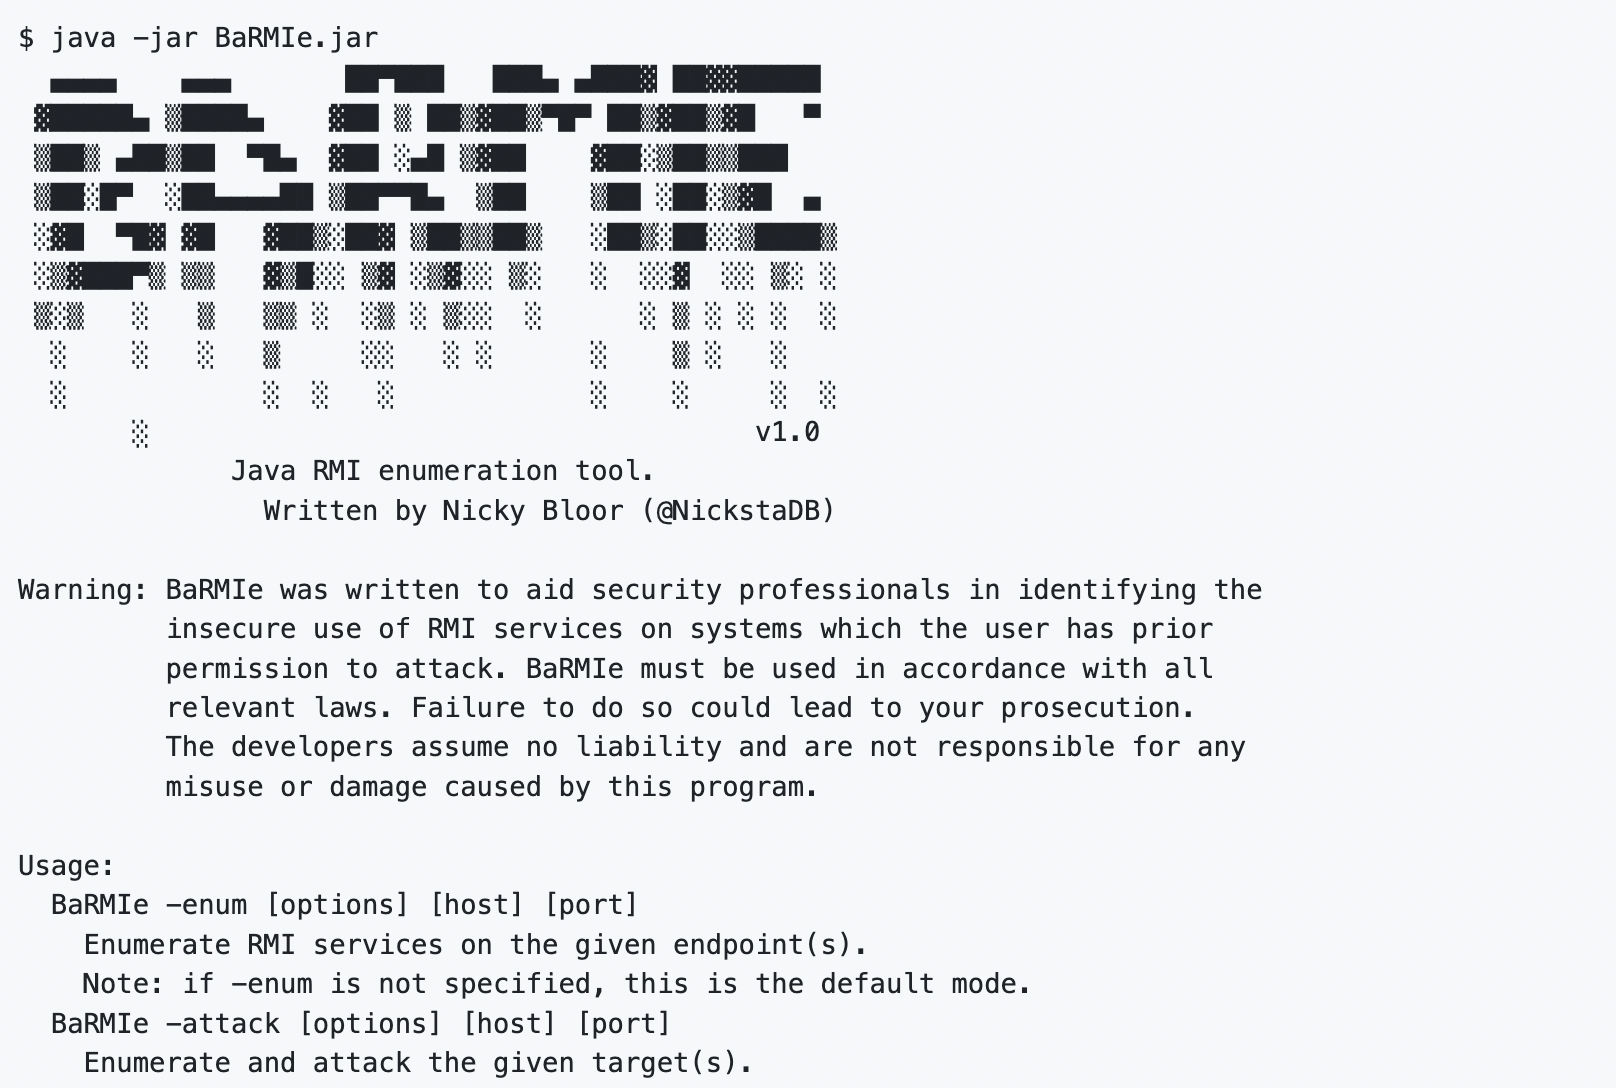 $ java -jar BaRMIe.jar
v1.0
Java RMI enumeration tool.
Written by Nicky Bloor (@NickstaDB)
Warning: BaRMIe was written to aid security professionals in identifying the
insecure use of RMI services on systems which the user has prior
permission to attack. BaRMIe must be used in accordance with all
relevant laws. Failure to do so could lead to your prosecution.
The developers assume no liability and are not responsible for any
misuse or damage caused by this program.
Usage:
BaRMIe -enum [options] [host] [port]
Enumerate RMI services on the given endpoint(s).
Note: if -enum is not specified, this is the default mode.
BaRMIe -attack [options] [host] [port]
Enumerate and attack the given target(s).